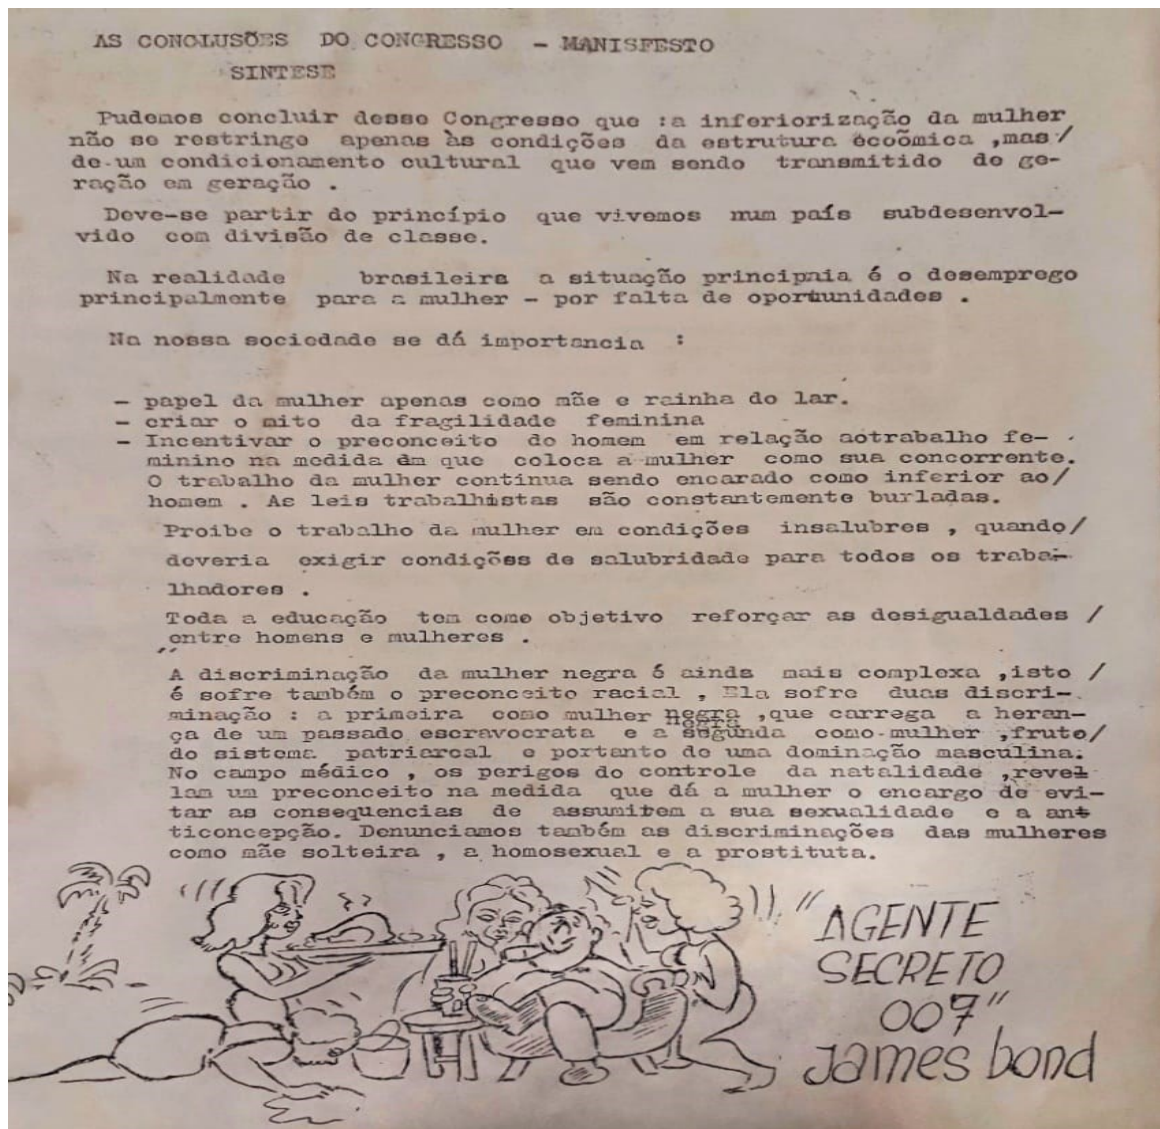 AS CONCLUSÕES DO CONGRESSO - MANISFESTO
SINTESE
Pudemos concluir desse Congresso que :a inferiorização da mulher
não se restringe apenas às condições da estrutura ecoõmica ,mas /
de um condicionamento cultural que vem sendo transmitido de ge-
ração em geração .
Deve-se partir do princípio que vivemos num país subdesenvol-
vido com divisão de classe.
Na realidade brasileira a situação principnia é o desemprego
principalmente para a mulher - por falta de oportunidades .
Na nossa sociedade se dá importancia :
- papel da mulher apenas como mãe e rainha do lar.
- criar o mito da fragilidade feminina
- Incentivar o preconceito do homem em relação aotrabalho fe-
minino na medida em que coloca a mulher como sua concorrente.
O trabalho da mulher continua sendo encarado como inferior ao/
homem . As leis trabalhistas são constantemente burladas.
Proibe o trabalho da mulher em condições insalubres , quando/
deveria exigir condições de salubridade para todos os traba-
lhadores .
Toda a educação tem como objetivo reforçar as desigualdades /
entre homens e mulheres .
A discriminação da mulher negra é ainda mais complexa ,isto /
é sofre também o preconceito racial , Ela sofre duas discri-
minação : a primeira como mulher negra ,que carrega a heran-
ça de um passado escravocrata e a segunda como mulher ,fruto/
do sistema patriarcal e portanto de uma dominação masculina.
No campo médico , os perigos do controle da natalidade ,revel
lam um preconceito na medida que dá a mulher o encargo de evi-
tar as consequencias de assumirem a sua sexualidade e a ant
ticoncepção. Denunciamos também as discriminações das mulheres
como mãe solteira , a homosexual e a prostituta.
"AGENTE
SECRETO
007"
James bond